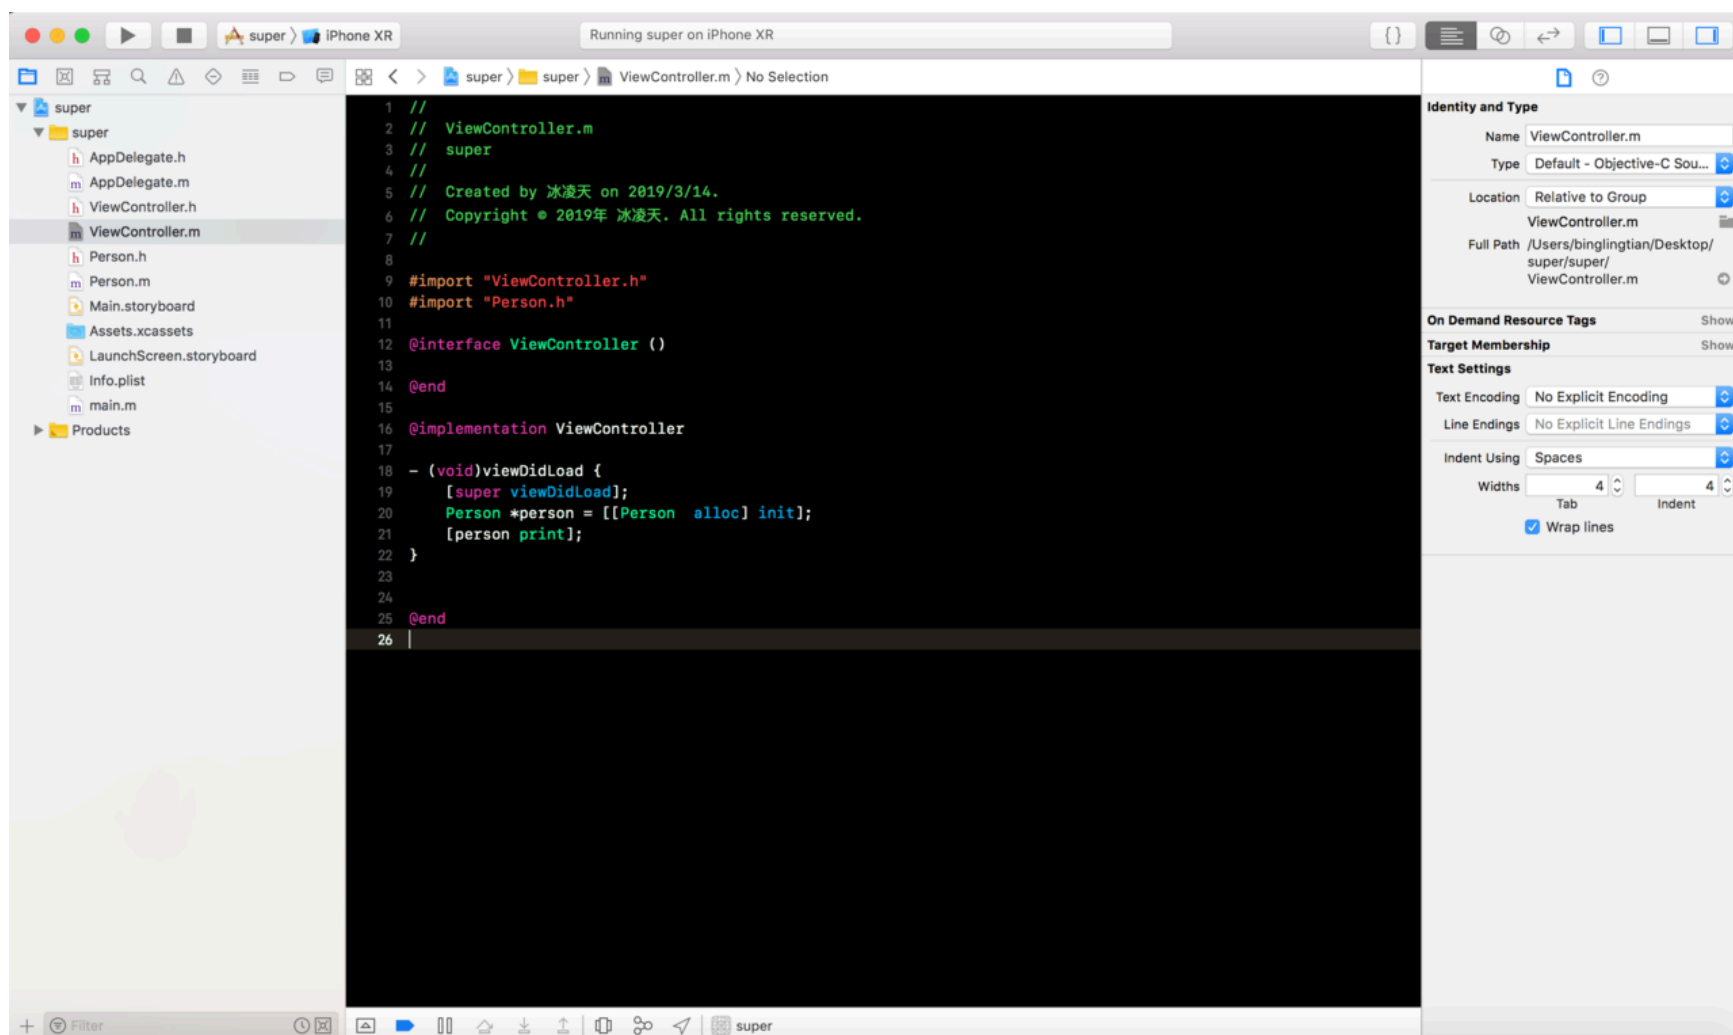 super 〉 iPhone XR
Running super on iPhone XR
{ }
super 〉 super 〉 ViewController.m 〉 No Selection
super
super
AppDelegate.h
AppDelegate.m
ViewController.h
ViewController.m
Person.h
Person.m
Main.storyboard
Assets.xcassets
LaunchScreen.storyboard
Info.plist
main.m
Products
Filter
1 //
2 // ViewController.m
3 // super
4 //
5 // Created by 冰凌天 on 2019/3/14.
6 // Copyright © 2019年 冰凌天. All rights reserved.
7 //
8
9 #import "ViewController.h"
10 #import "Person.h"
11
12 @interface ViewController ()
13
14 @end
15
16 @implementation ViewController
17
18 - (void)viewDidLoad {
19 [super viewDidLoad];
20 Person *person = [[Person  alloc] init];
21 [person print];
22 }
23
24
25 @end
26
super
Identity and Type
Name ViewController.m
Type Default - Objective-C Sou...
Location Relative to Group
ViewController.m
Full Path /Users/binglingtian/Desktop/
super/super/
ViewController.m
On Demand Resource Tags Show
Target Membership Show
Text Settings
Text Encoding No Explicit Encoding
Line Endings No Explicit Line Endings
Indent Using Spaces
Widths 4 4
Tab Indent
Wrap lines